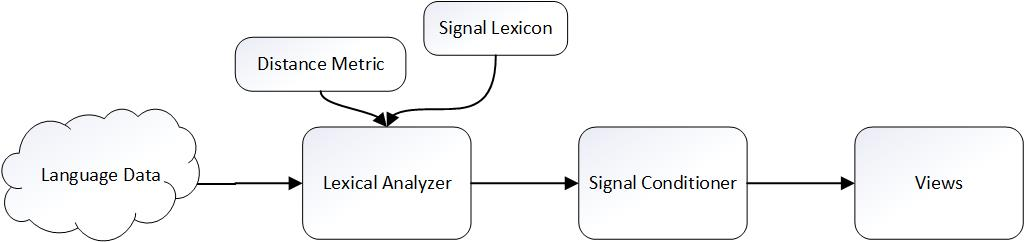 Signal Lexicon
Distance Metric
Language Data
Lexical Analyzer
Signal Conditioner
Views